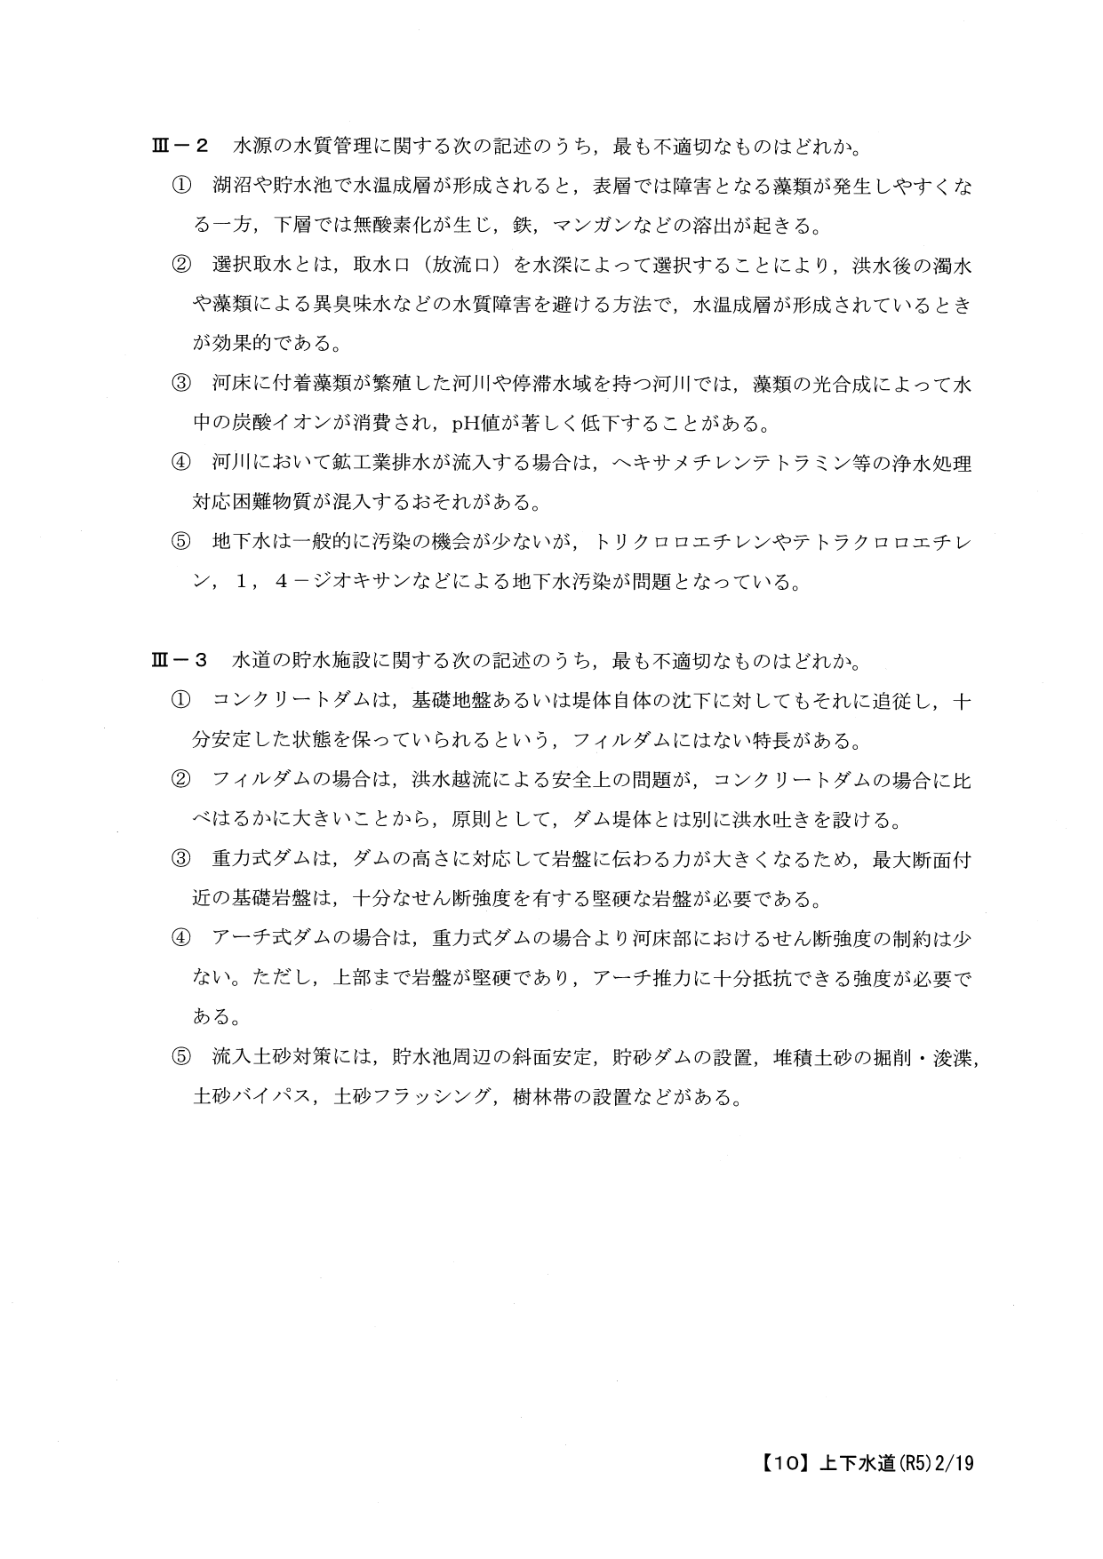 Ⅲ－２　水源の水質管理に関する次の記述のうち，最も不適切なものはどれか。
①　湖沼や貯水池で水温成層が形成されると，表層では障害となる藻類が発生しやすくな
る一方，下層では無酸素化が生じ，鉄，マンガンなどの溶出が起きる。
②　選択取水とは，取水口（放流口）を水深によって選択することにより，洪水後の濁水
や藻類による異臭味水などの水質障害を避ける方法で，水温成層が形成されているとき
が効果的である。
③　河床に付着藻類が繁殖した河川や停滞水域を持つ河川では，藻類の光合成によって水
中の炭酸イオンが消費され，pH値が著しく低下することがある。
④　河川において鉱工業排水が流入する場合は，ヘキサメチレンテトラミン等の浄水処理
対応困難物質が混入するおそれがある。
⑤　地下水は一般的に汚染の機会が少ないが，トリクロロエチレンやテトラクロロエチレ
ン，１，４－ジオキサンなどによる地下水汚染が問題となっている。
Ⅲ－３　水道の貯水施設に関する次の記述のうち，最も不適切なものはどれか。
①　コンクリートダムは，基礎地盤あるいは堤体自体の沈下に対してもそれに追従し，十
分安定した状態を保っていられるという，フィルダムにはない特長がある。
②　フィルダムの場合は，洪水越流による安全上の問題が，コンクリートダムの場合に比
べはるかに大きいことから，原則として，ダム堤体とは別に洪水吐きを設ける。
③　重力式ダムは，ダムの高さに対応して岩盤に伝わる力が大きくなるため，最大断面付
近の基礎岩盤は，十分なせん断強度を有する堅硬な岩盤が必要である。
④　アーチ式ダムの場合は，重力式ダムの場合より河床部におけるせん断強度の制約は少
ない。ただし，上部まで岩盤が堅硬であり，アーチ推力に十分抵抗できる強度が必要で
ある。
⑤　流入土砂対策には，貯水池周辺の斜面安定，貯砂ダムの設置，堆積土砂の掘削・浚渫，
土砂バイパス，土砂フラッシング，樹林帯の設置などがある。
【10】上下水道(R5)2/19